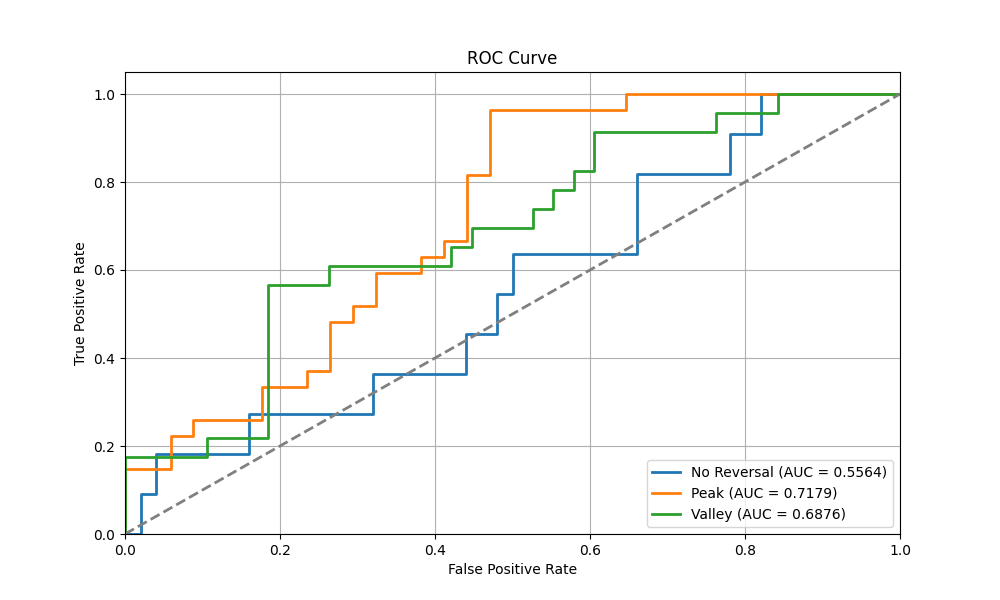 ROC Curve
True Positive Rate
1.0
0.8
0.6
0.4
0.2
0.0
No Reversal (AUC = 0.5564)
Peak (AUC = 0.7179)
Valley (AUC = 0.6876)
0.0 0.2 0.4 0.6 0.8 1.0
False Positive Rate